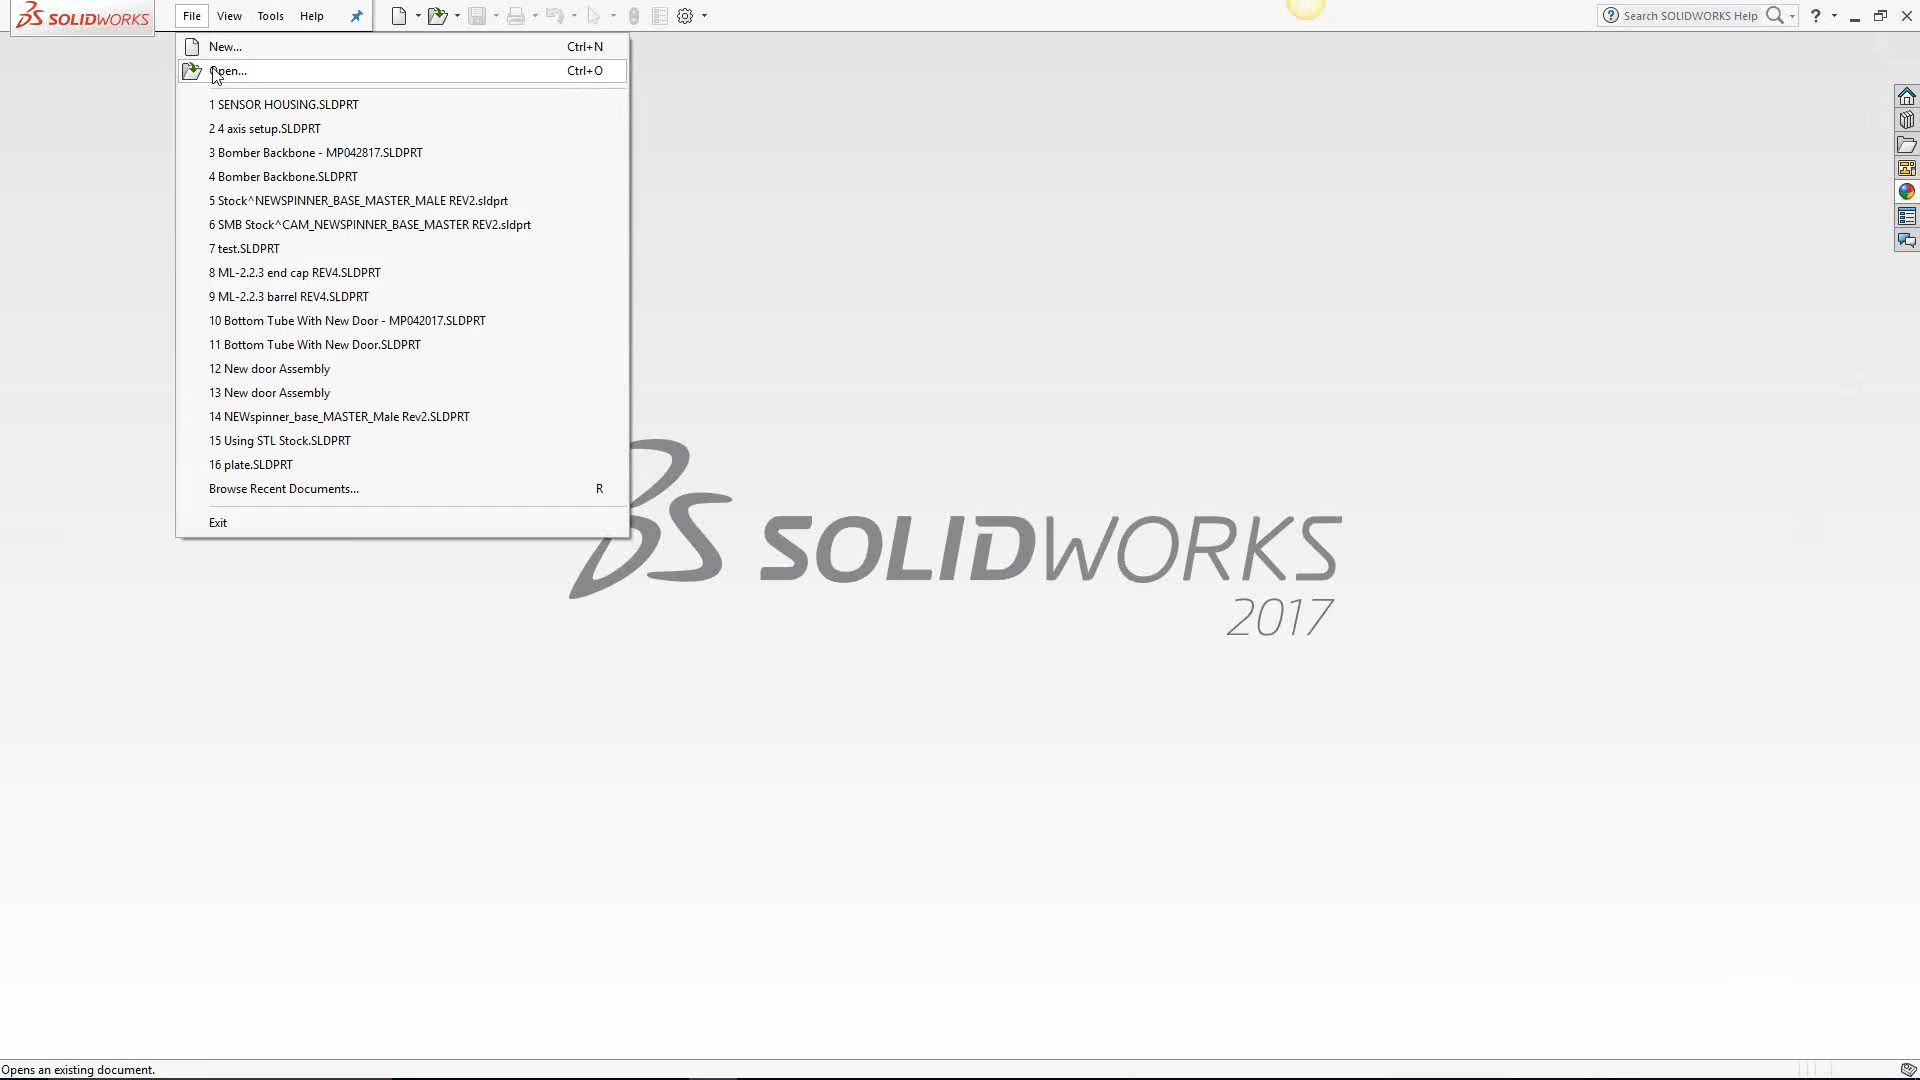 SOLIDWORKS File View Tools Help Search SOLIDWORKS Help ?
New... Ctrl+N
Open... Ctrl+O
1 SENSOR HOUSING.SLDPRT
2 4 axis setup.SLDPRT
3 Bomber Backbone - MP042817.SLDPRT
4 Bomber Backbone.SLDPRT
5 Stock^NEWSPINNER_BASE_MASTER_MALE REV2.sldprt
6 SMB Stock^CAM_NEWSPINNER_BASE_MASTER REV2.sldprt
7 test.SLDPRT
8 ML-2.2.3 end cap REV4.SLDPRT
9 ML-2.2.3 barrel REV4.SLDPRT
10 Bottom Tube With New Door - MP042017.SLDPRT
11 Bottom Tube With New Door.SLDPRT
12 New door Assembly
13 New door Assembly
14 NEWspinner_base_MASTER_Male Rev2.SLDPRT
15 Using STL Stock.SLDPRT
16 plate.SLDPRT
Browse Recent Documents... R
Exit
SOLIDWORKS
2017
Opens an existing document.